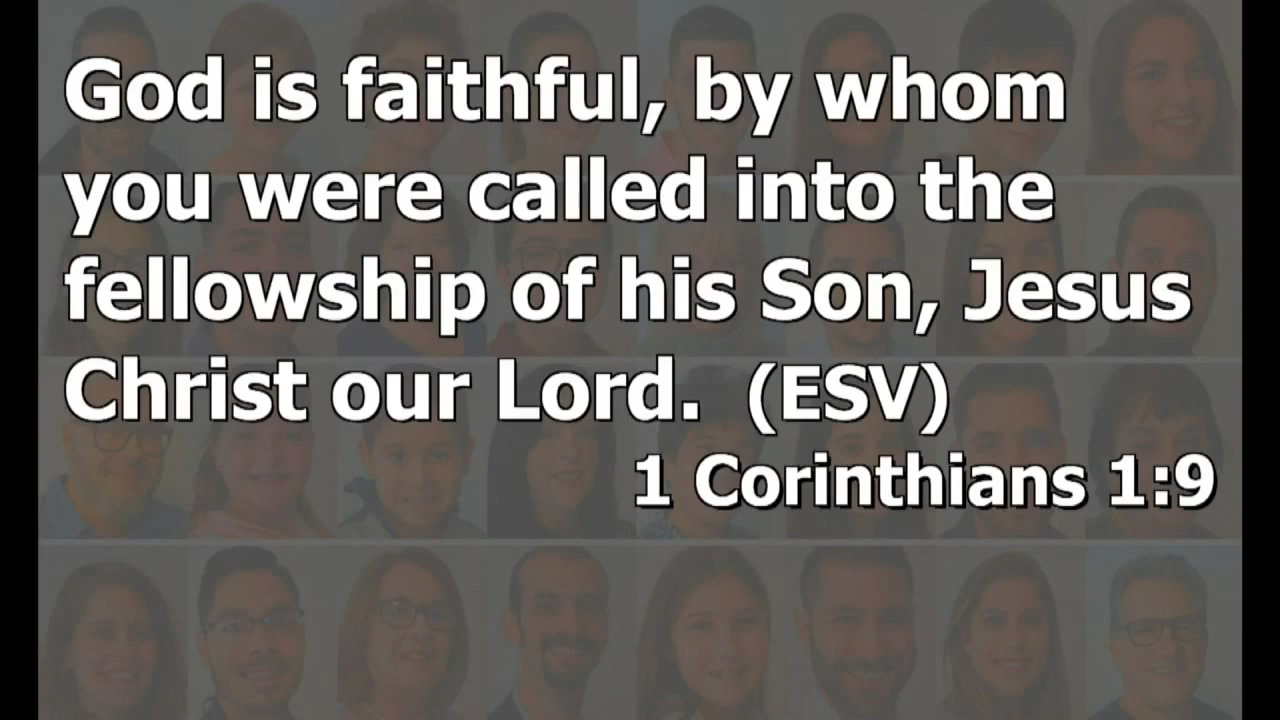 God is faithful, by whom
you were called into the
fellowship of his Son, Jesus
Christ our Lord. (ESV)
1 Corinthians 1:9